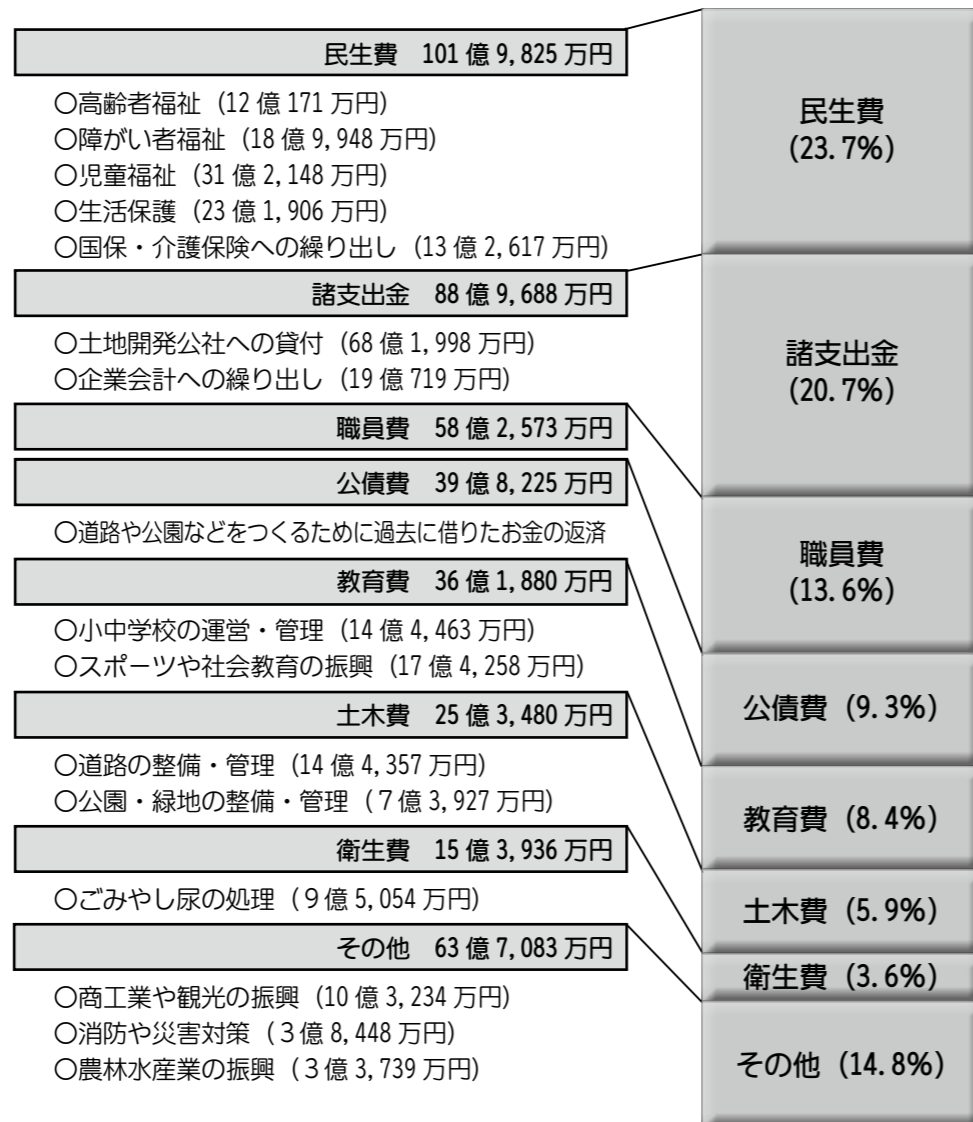 民生費 101億9,825万円
○高齢者福祉（12億171万円）
○障がい者福祉（18億9,948万円）
○児童福祉（31億2,148万円）
○生活保護（23億1,906万円）
○国保・介護保険への繰り出し（13億2,617万円）
諸支出金 88億9,688万円
○土地開発公社への貸付（68億1,998万円）
○企業会計への繰り出し（19億719万円）
職員費 58億2,573万円
公債費 39億8,225万円
○道路や公園などをつくるために過去に借りたお金の返済
教育費 36億1,880万円
○小中学校の運営・管理（14億4,463万円）
○スポーツや社会教育の振興（17億4,258万円）
土木費 25億3,480万円
○道路の整備・管理（14億4,357万円）
○公園・緑地の整備・管理（7億3,927万円）
衛生費 15億3,936万円
○ごみやし尿の処理（9億5,054万円）
その他 63億7,083万円
○商工業や観光の振興（10億3,234万円）
○消防や災害対策（3億8,448万円）
○農林水産業の振興（3億3,739万円）
民生費
(23.7%)
諸支出金
(20.7%)
職員費
(13.6%)
公債費 (9.3%)
教育費 (8.4%)
土木費 (5.9%)
衛生費 (3.6%)
その他 (14.8%)